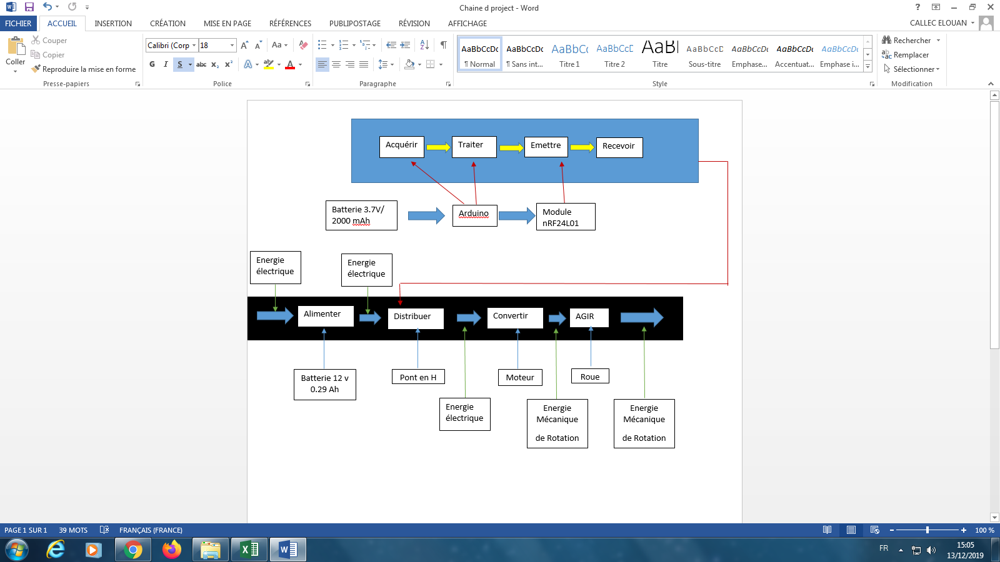 Chaine d project - Word
FICHIER ACCUEIL INSERTION CRÉATION MISE EN PAGE RÉFÉRENCES PUBLIPOSTAGE RÉVISION AFFICHAGE CALLEC ELOUAN
Coller
Couper
Copier
Reproduire la mise en forme
Presse-papiers
Calibri (Corp 18
G I S abc x₂ x²
Police
Paragraphe
AaBbCcDc AaBbCcDc AaBbCc AaBbCcD AaBb AaBbCcD AaBbCcDc AaBbCcDc AaBbCcDc
¶ Normal ¶ Sans int... Titre 1 Titre 2 Titre Sous-titre Emphase... Accentuat... Emphase i...
Style
Rechercher
Remplacer
Sélectionner
Modification
Acquérir Traiter Emettre Recevoir
Batterie 3.7V/
2000 mAh
Arduino
Module
nRF24L01
Energie
électrique
Energie
électrique
Alimenter Distribuer Convertir AGIR
Batterie 12 v
0.29 Ah
Pont en H
Moteur
Roue
Energie
électrique
Energie
Mécanique
de Rotation
Energie
Mécanique
de Rotation
PAGE 1 SUR 1 39 MOTS FRANÇAIS (FRANCE) 100 %
FR
15:05
13/12/2019